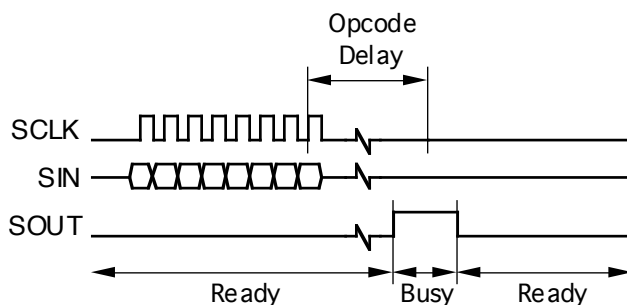 Opcode
Delay
SCLK
SIN
SOUT
Ready Busy Ready